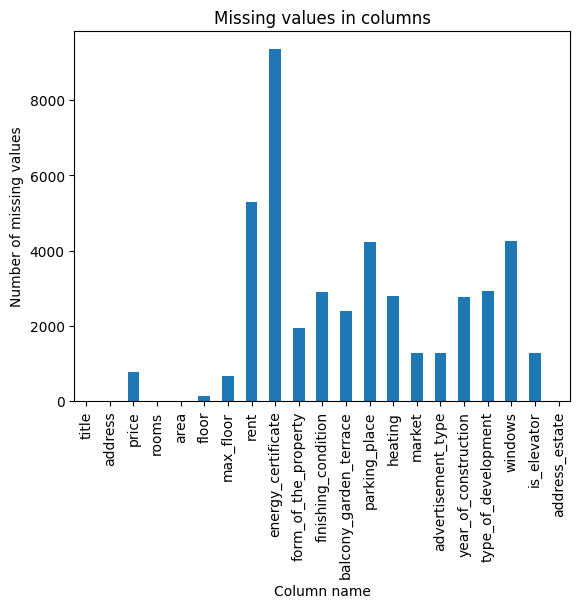 Missing values in columns
Number of missing values
8000
6000
4000
2000
0
title
address
price
rooms
area
floor
max_floor
rent
energy_certificate
form_of_the_property
finishing_condition
balcony_garden_terrace
parking_place
heating
market
advertisement_type
year_of_construction
type_of_development
windows
is_elevator
address_estate
Column name